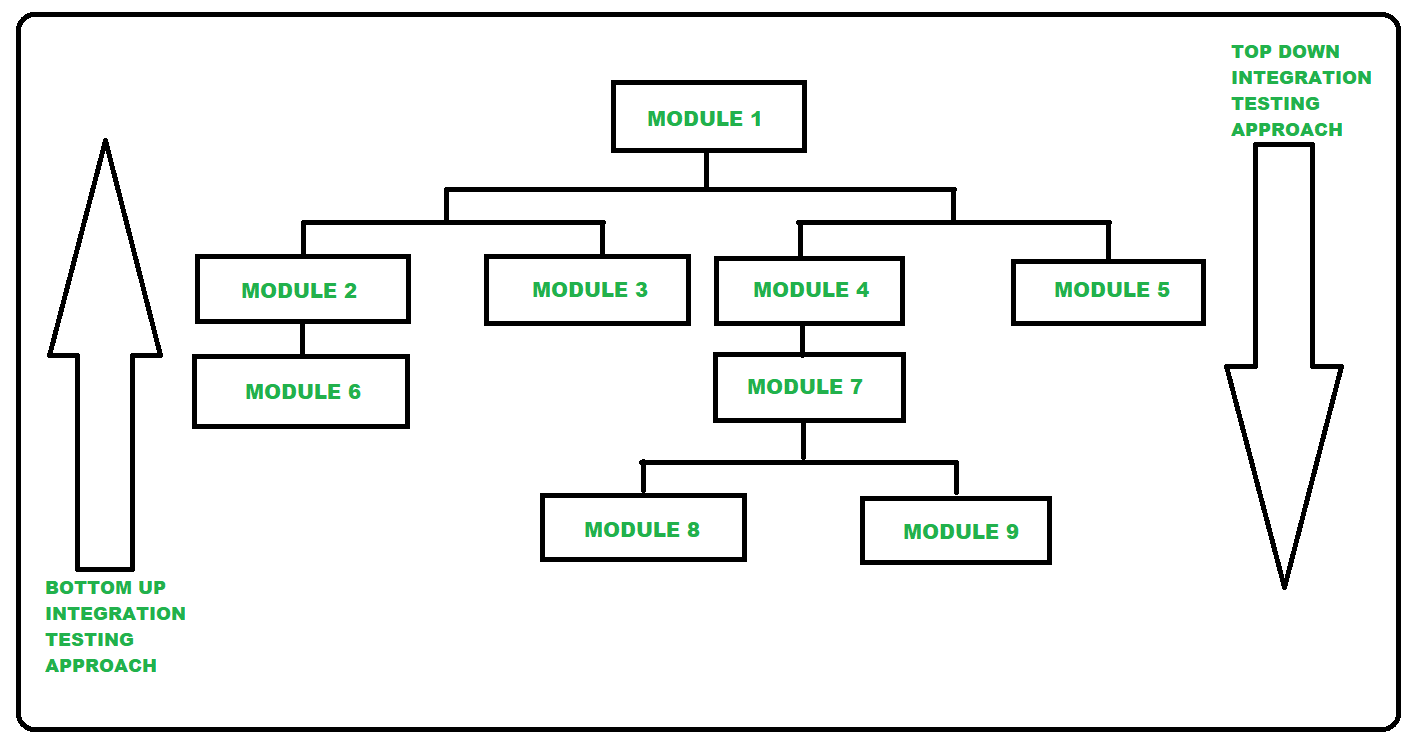 TOP DOWN
INTEGRATION
TESTING
APPROACH
MODULE 1
MODULE 2
MODULE 3
MODULE 4
MODULE 5
MODULE 6
MODULE 7
MODULE 8
MODULE 9
BOTTOM UP
INTEGRATION
TESTING
APPROACH